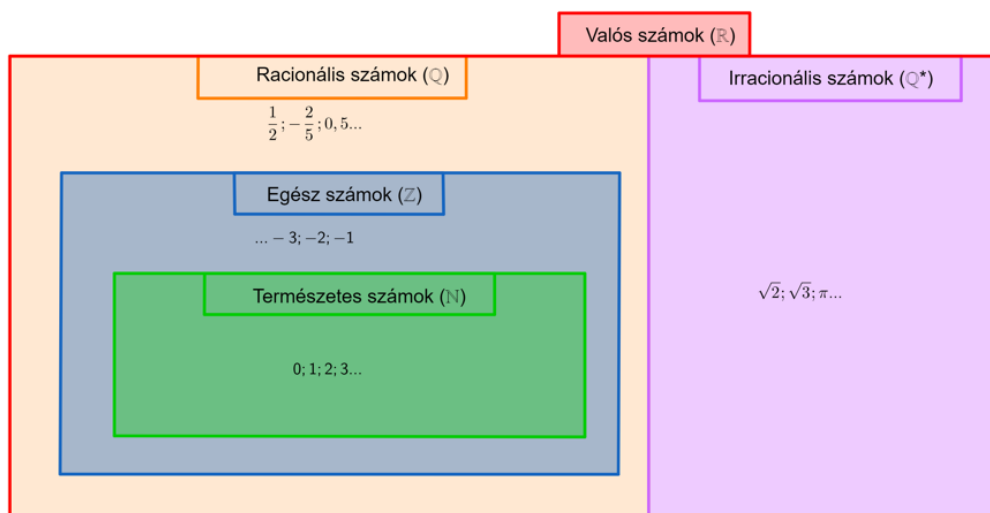 Valós számok (ℝ)
Racionális számok (ℚ)
Irracionális számok (ℚ*)
1/2; -2/5; 0,5...
Egész számok (ℤ)
... - 3; -2; -1
√2; √3; π...
Természetes számok (ℕ)
0; 1; 2; 3...